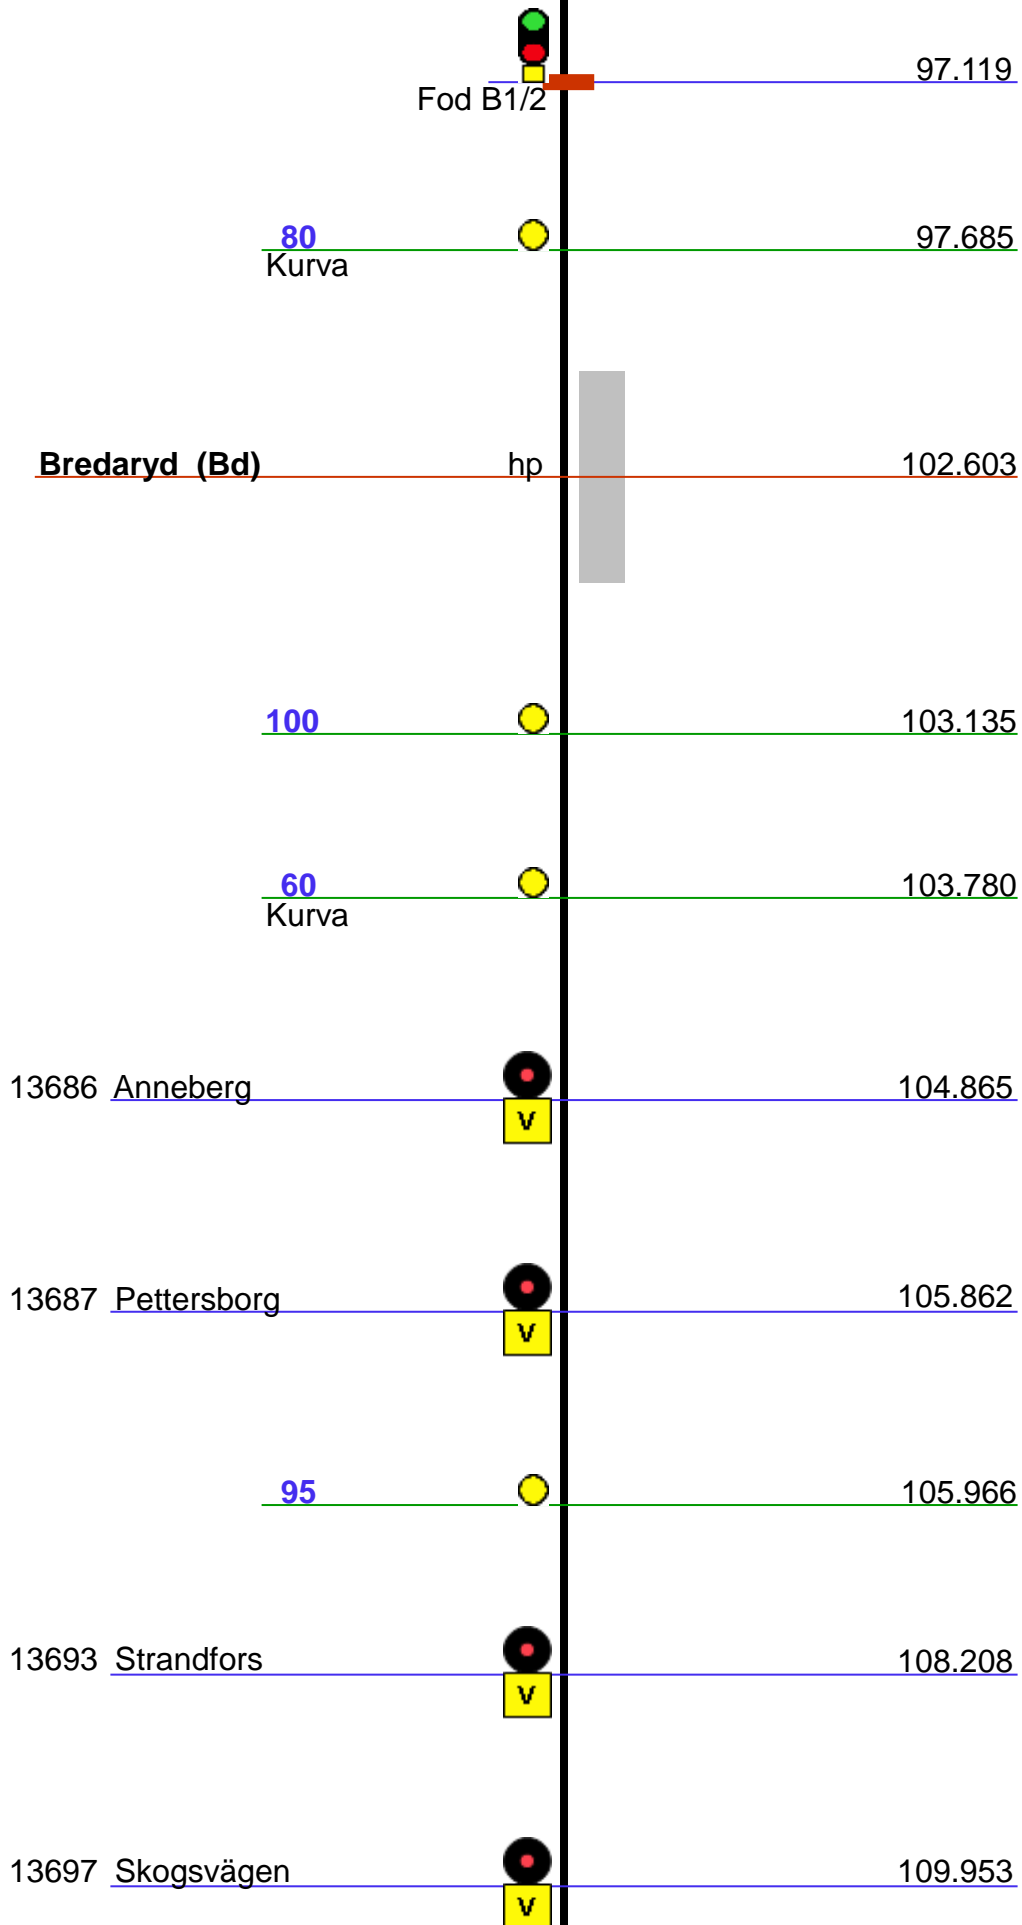 97.119
Fod B1/2
80 97.685
Kurva
Bredaryd (Bd) hp 102.603
100 103.135
60 103.780
Kurva
13686 Anneberg 104.865
V
13687 Pettersborg 105.862
V
95 105.966
13693 Strandfors 108.208
V
13697 Skogsvägen 109.953
V